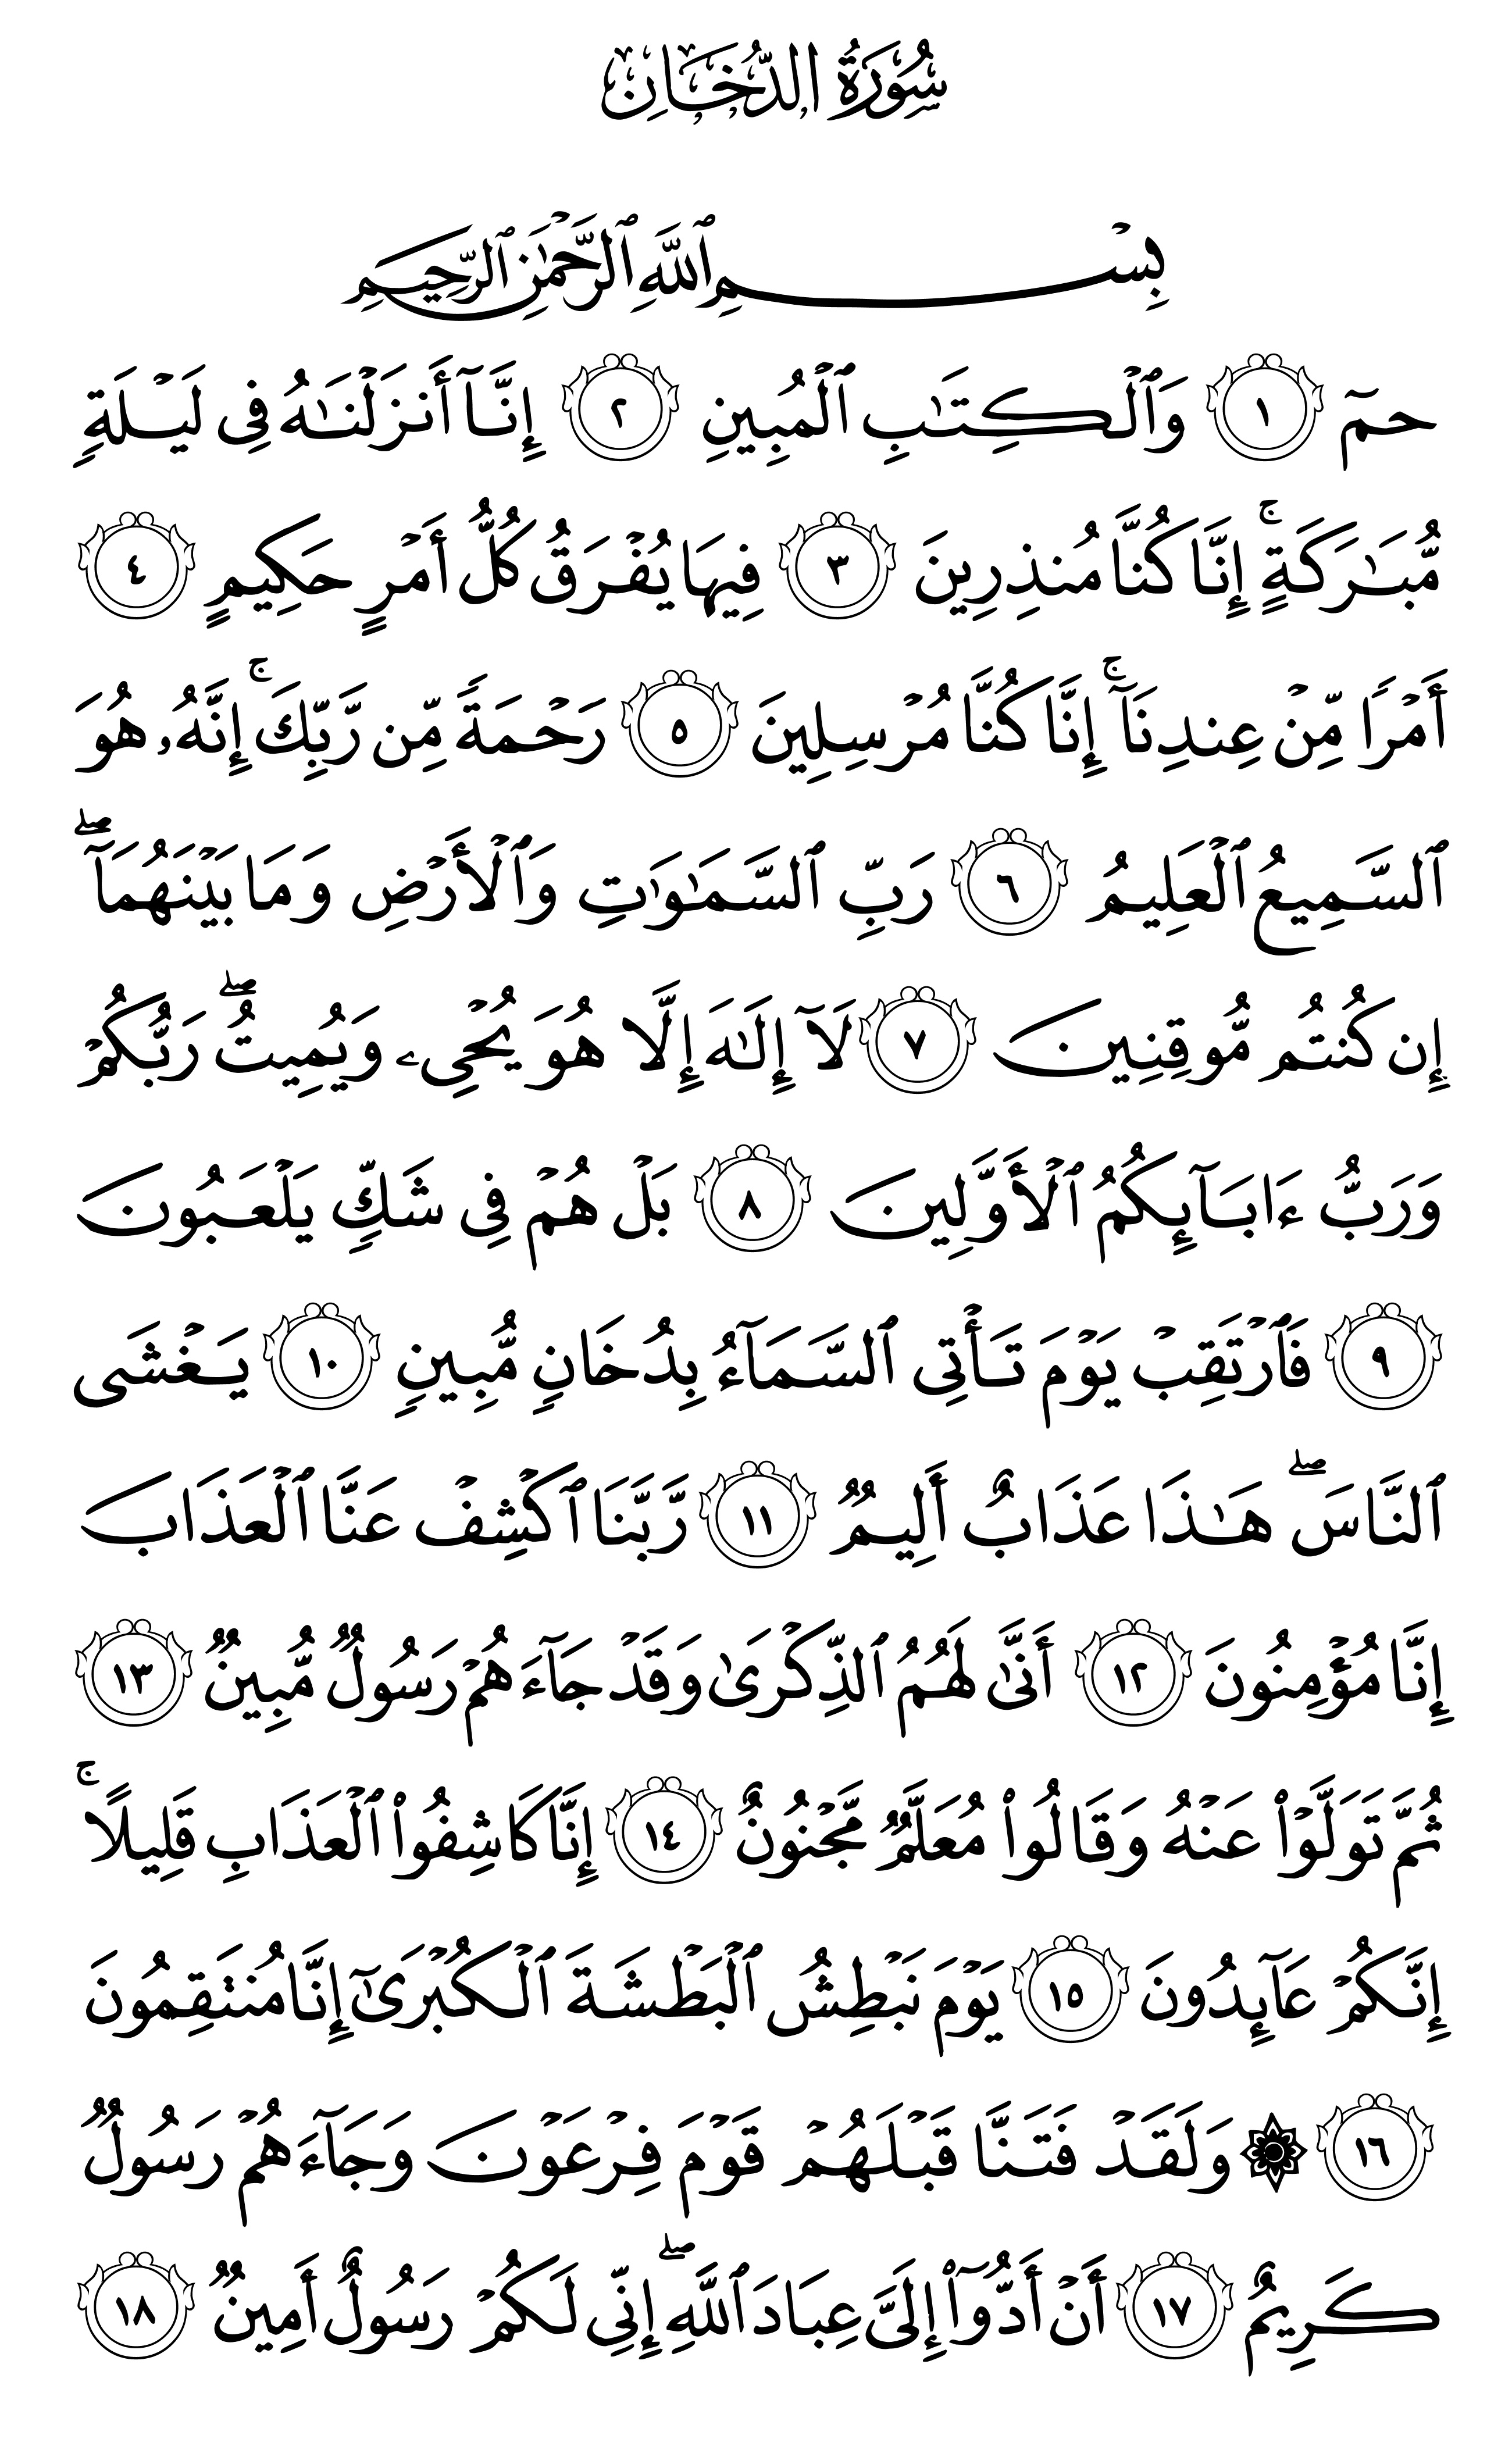 سُورَةُ الدُّخَانِ
بِسْمِ ٱللَّهِ ٱلرَّحْمَٰنِ ٱلرَّحِيمِ
حمٓ ١ وَٱلْكِتَٰبِ ٱلْمُبِينِ ٢ إِنَّآ أَنزَلْنَٰهُ فِى لَيْلَةٍ
مُّبَٰرَكَةٍ ۚ إِنَّا كُنَّا مُنذِرِينَ ٣ فِيهَا يُفْرَقُ كُلُّ أَمْرٍ حَكِيمٍ ٤
أَمْرًا مِّنْ عِندِنَآ ۚ إِنَّا كُنَّا مُرْسِلِينَ ٥ رَحْمَةً مِّن رَّبِّكَ ۚ إِنَّهُۥ هُوَ
ٱلسَّمِيعُ ٱلْعَلِيمُ ٦ رَبِّ ٱلسَّمَٰوَٰتِ وَٱلْأَرْضِ وَمَا بَيْنَهُمَآ ۖ
إِن كُنتُم مُّوقِنِينَ ٧ لَآ إِلَٰهَ إِلَّا هُوَ يُحْىِۦ وَيُمِيتُ ۖ رَبُّكُمْ
وَرَبُّ ءَابَآئِكُمُ ٱلْأَوَّلِينَ ٨ بَلْ هُمْ فِى شَكٍّ يَلْعَبُونَ
٩ فَٱرْتَقِبْ يَوْمَ تَأْتِى ٱلسَّمَآءُ بِدُخَانٍ مُّبِينٍ ١٠ يَغْشَى
ٱلنَّاسَ ۖ هَٰذَا عَذَابٌ أَلِيمٌ ١١ رَّبَّنَا ٱكْشِفْ عَنَّا ٱلْعَذَابَ
إِنَّا مُؤْمِنُونَ ١٢ أَنَّىٰ لَهُمُ ٱلذِّكْرَىٰ وَقَدْ جَآءَهُمْ رَسُولٌ مُّبِينٌ ١٣
ثُمَّ تَوَلَّوْا۟ عَنْهُ وَقَالُوا۟ مُعَلَّمٌ مَّجْنُونٌ ١٤ إِنَّا كَاشِفُوا۟ ٱلْعَذَابِ قَلِيلًا ۚ
إِنَّكُمْ عَآئِدُونَ ١٥ يَوْمَ نَبْطِشُ ٱلْبَطْشَةَ ٱلْكُبْرَىٰٓ إِنَّا مُنتَقِمُونَ
١٦ ۞ وَلَقَدْ فَتَنَّا قَبْلَهُمْ قَوْمَ فِرْعَوْنَ وَجَآءَهُمْ رَسُولٌ
كَرِيمٌ ١٧ أَنْ أَدُّوٓا۟ إِلَىَّ عِبَادَ ٱللَّهِ ۖ إِنِّى لَكُمْ رَسُولٌ أَمِينٌ ١٨